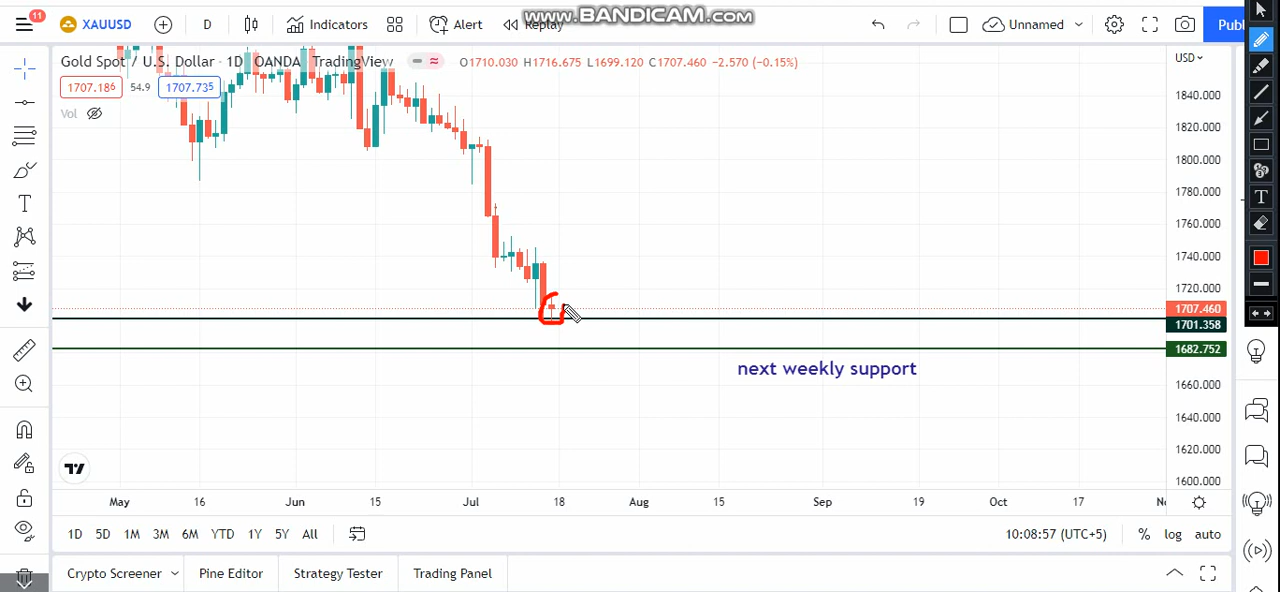 www.BANDICAM.com
11
XAUUSD
D
Indicators
Alert
Replay
Unnamed
Publ
Gold Spot / U.S. Dollar · 1D OANDA TradingView
O1710.030 H1716.675 L1699.120 C1707.460 −2.570 (−0.15%)
1707.186
54.9
1707.735
Vol
USD
1840.000
1820.000
1800.000
1780.000
1760.000
1740.000
1720.000
1707.460
1701.358
1682.752
next weekly support
1660.000
1640.000
1620.000
1600.000
May
16
Jun
15
Jul
18
Aug
15
Sep
19
Oct
17
1D 5D 1M 3M 6M YTD 1Y 5Y All
10:08:57 (UTC+5)
% log auto
Crypto Screener
Pine Editor
Strategy Tester
Trading Panel